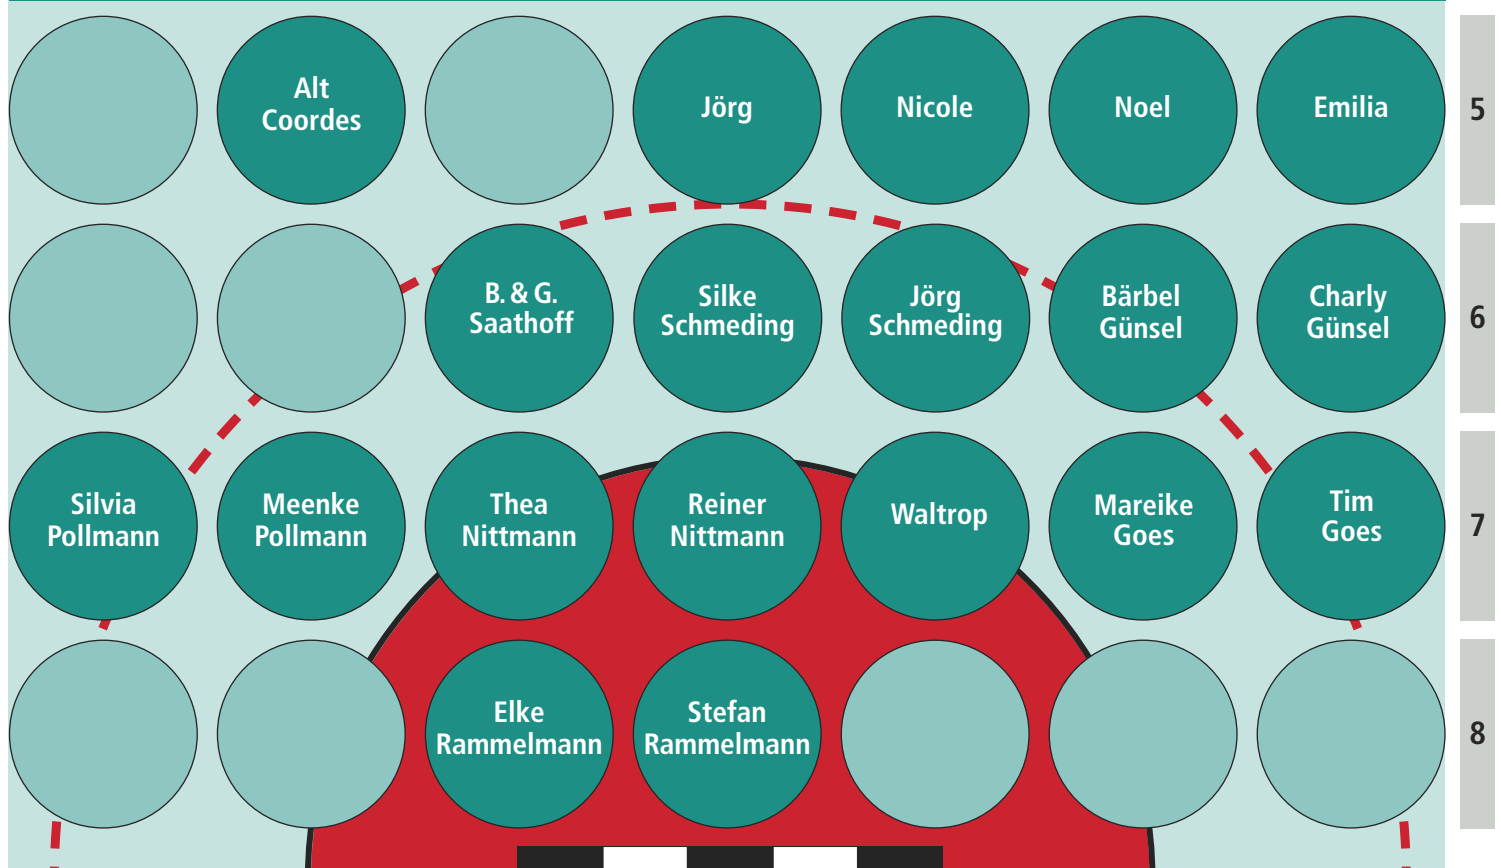 Alt
Coordes
Jörg
Nicole
Noel
Emilia
5
B. & G.
Saathoff
Silke
Schmeding
Jörg
Schmeding
Bärbel
Günsel
Charly
Günsel
6
Silvia
Pollmann
Meenke
Pollmann
Thea
Nittmann
Reiner
Nittmann
Waltrop
Mareike
Goes
Tim
Goes
7
Elke
Rammelmann
Stefan
Rammelmann
8